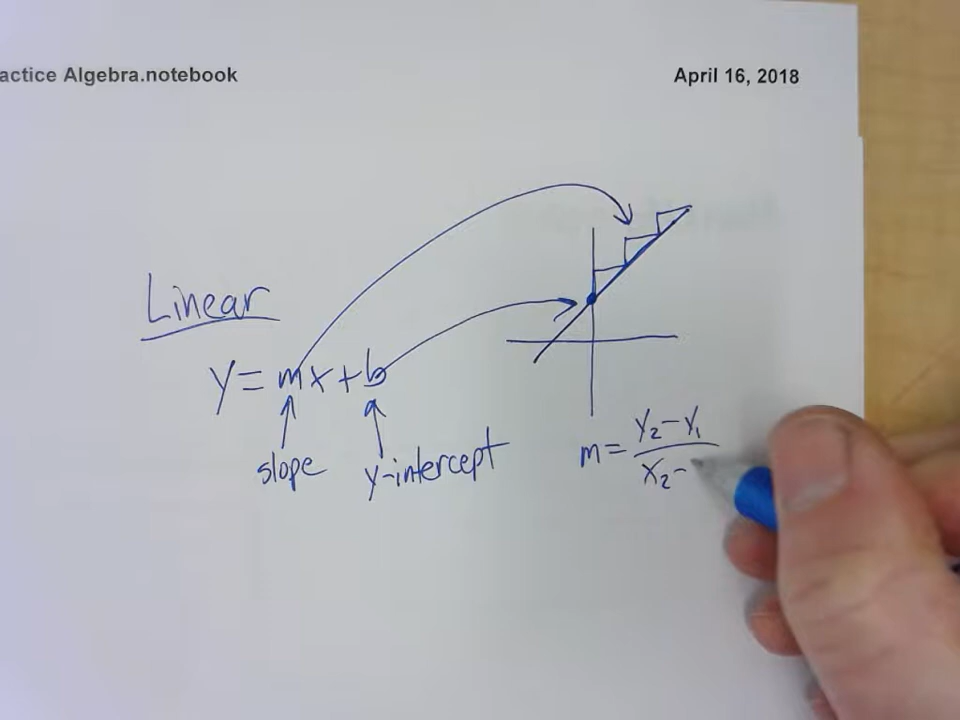 actice Algebra.notebook
April 16, 2018
Linear
y = mx + b
slope
y-intercept
m = y₂ - y₁
x₂ -